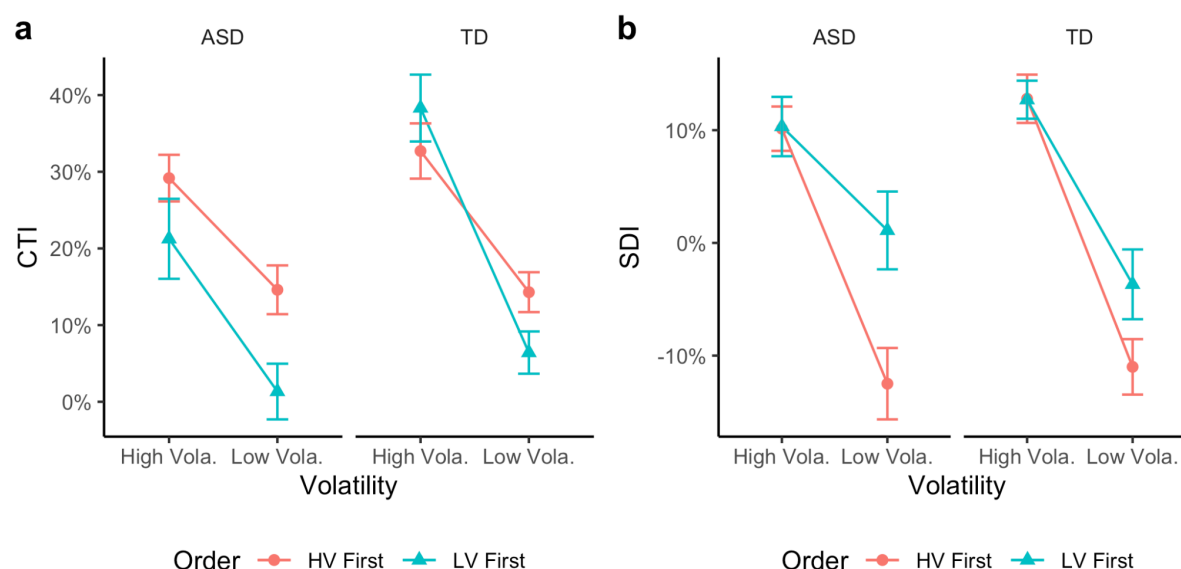 a
ASD TD
CTI
40%
30%
20%
10%
0%
High Vola. Low Vola. High Vola. Low Vola.
Volatility
Order HV First LV First
b
ASD TD
SDI
10%
0%
-10%
High Vola. Low Vola. High Vola. Low Vola.
Volatility
Order HV First LV First